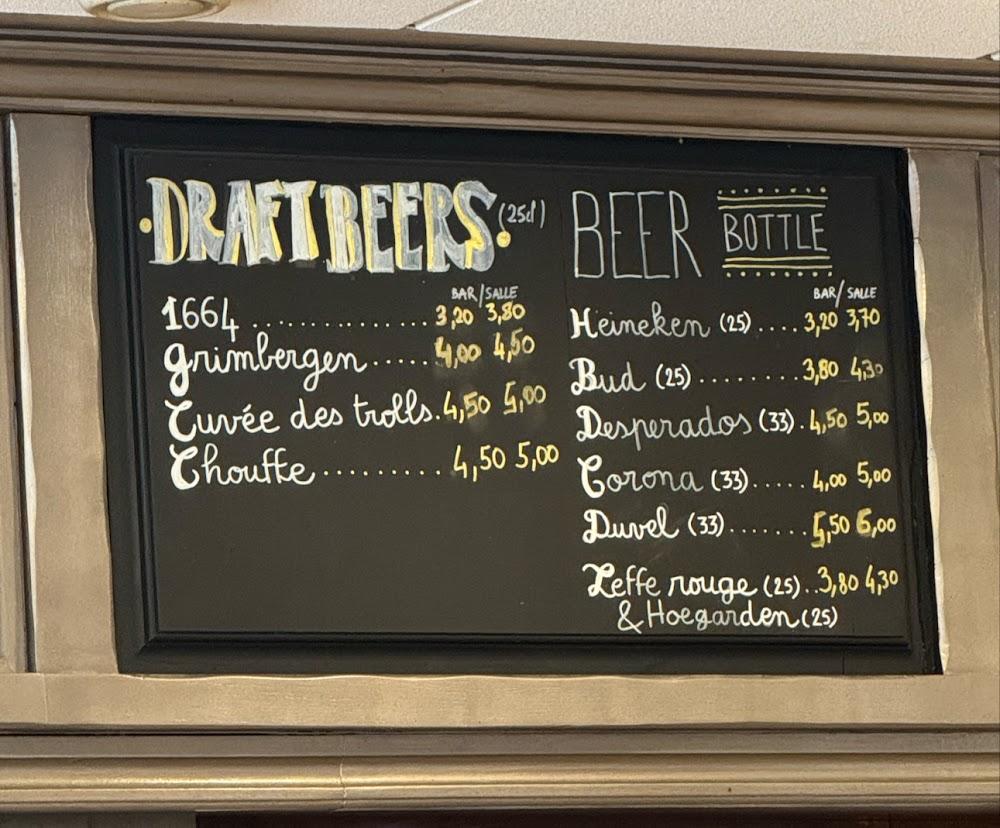 DRAFT BEERS (25cl)
BAR/SALLE
1664 ................ 3,20 3,80
Grimbergen ..... 4,00 4,50
Cuvée des trolls. 4,50 5,00
Chouffe ......... 4,50 5,00
BEER BOTTLE
BAR/SALLE
Heineken (25) .... 3,20 3,70
Bud (25) ........ 3,80 4,30
Desperados (33) . 4,50 5,00
Corona (33) ..... 4,00 5,00
Duvel (33) ....... 5,50 6,00
Leffe rouge (25) .. 3,80 4,30
& Hoegarden (25)